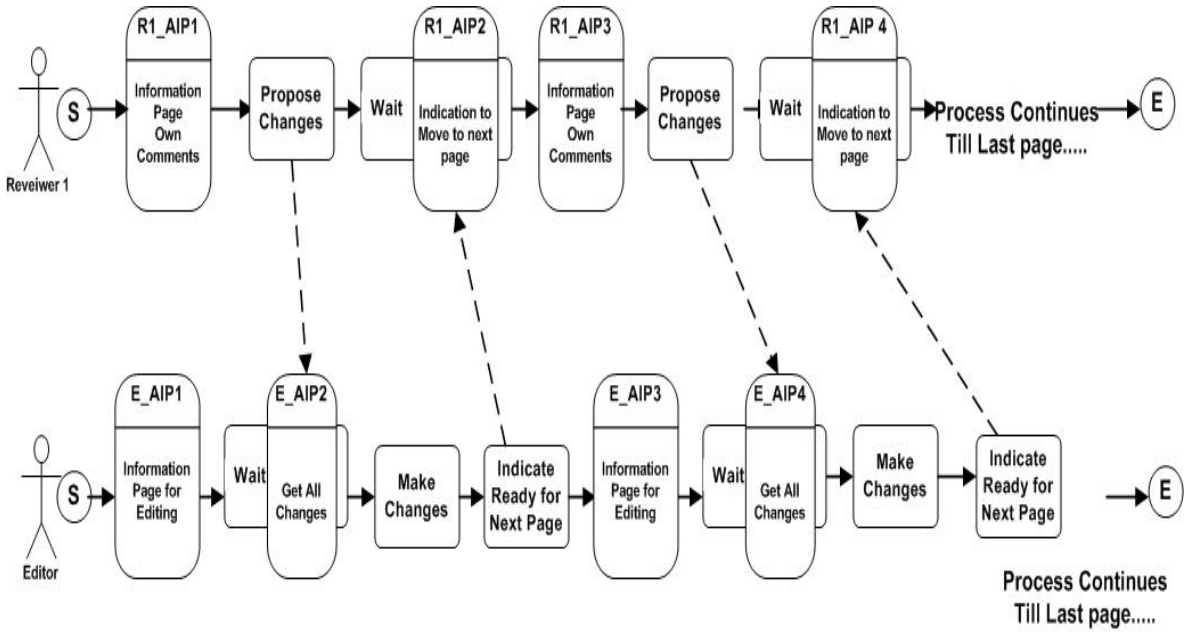 R1_AIP1
R1_AIP2
R1_AIP3
R1_AIP 4
S
Information
Page
Own
Comments
Propose
Changes
Wait
Indication to
Move to next
page
Information
Page
Own
Comments
Propose
Changes
Wait
Indication to
Move to next
page
Process Continues
Till Last page.....
E
Reveiwer 1
E_AIP1
E_AIP2
E_AIP3
E_AIP4
S
Information
Page for
Editing
Wait
Get All
Changes
Make
Changes
Indicate
Ready for
Next Page
Information
Page for
Editing
Wait
Get All
Changes
Make
Changes
Indicate
Ready for
Next Page
E
Editor
Process Continues
Till Last page.....